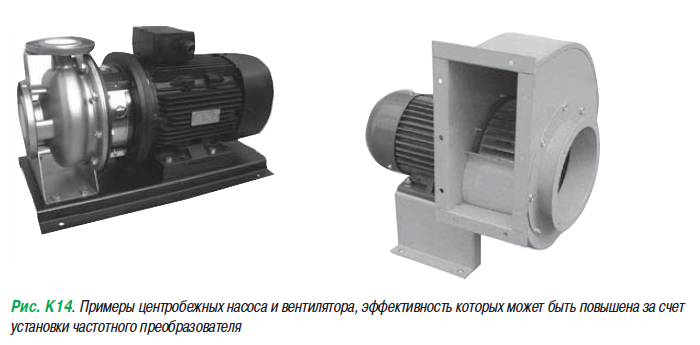 Рис. К14. Примеры центробежных насоса и вентилятора, эффективность которых может быть повышена за счет
установки частотного преобразователя